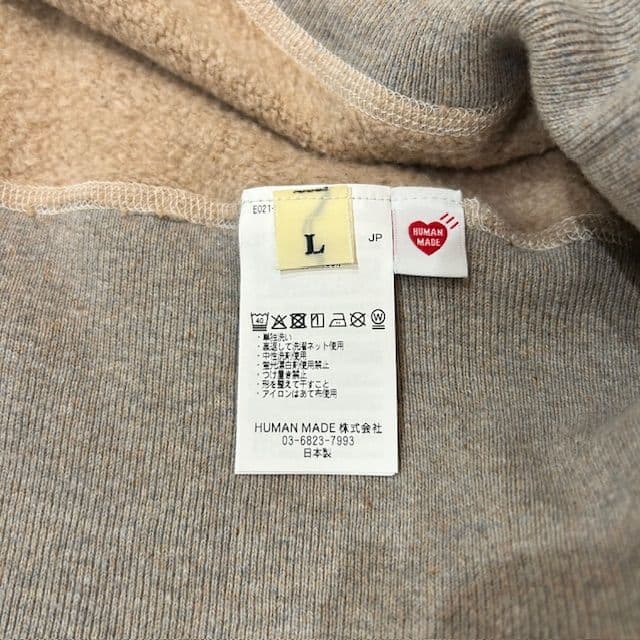 E021-
L
JP
HUMAN
MADE
40
・単独洗い
・裏返して洗濯ネット使用
・中性洗剤使用
・蛍光漂白剤使用禁止
・つけ置き禁止
・形を整えて干すこと
・アイロンはあて布使用
HUMAN MADE 株式会社
03-6823-7993
日本製